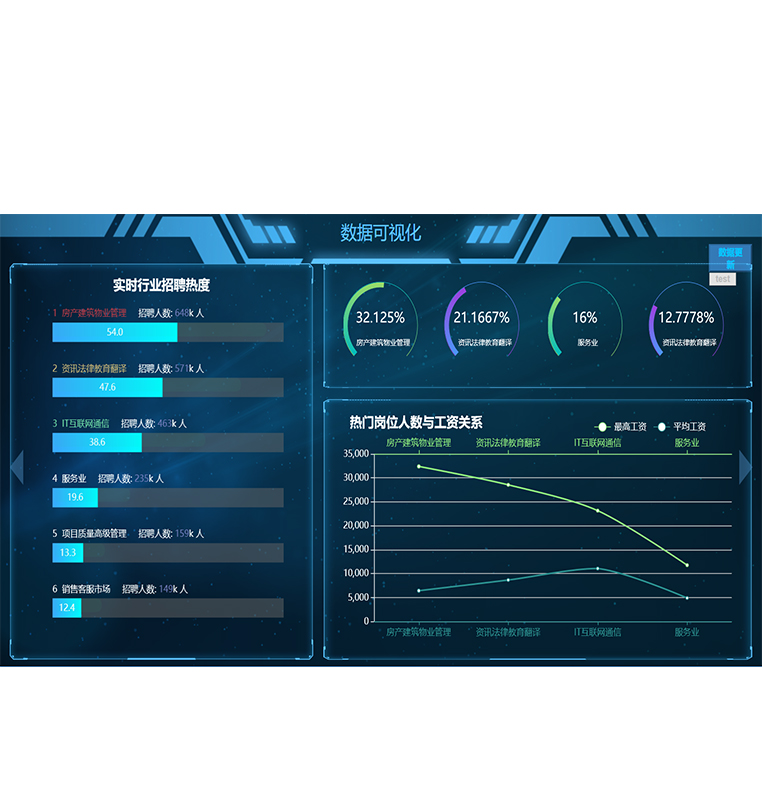 数据可视化
数据更
新
test
实时行业招聘热度
1 房产建筑物业管理 招聘人数: 648k 人
54.0
2 资讯法律教育翻译 招聘人数: 571k 人
47.6
3 IT互联网通信 招聘人数: 463k 人
38.6
4 服务业 招聘人数: 235k 人
19.6
5 项目质量高级管理 招聘人数: 159k 人
13.3
6 销售客服市场 招聘人数: 149k 人
12.4
32.125%
房产建筑物业管理
21.1667%
资讯法律教育翻译
16%
服务业
12.7778%
资讯法律教育翻译
热门岗位人数与工资关系
最高工资 平均工资
房产建筑物业管理 资讯法律教育翻译 IT互联网通信 服务业
35,000
30,000
25,000
20,000
15,000
10,000
5,000
0
房产建筑物业管理 资讯法律教育翻译 IT互联网通信 服务业